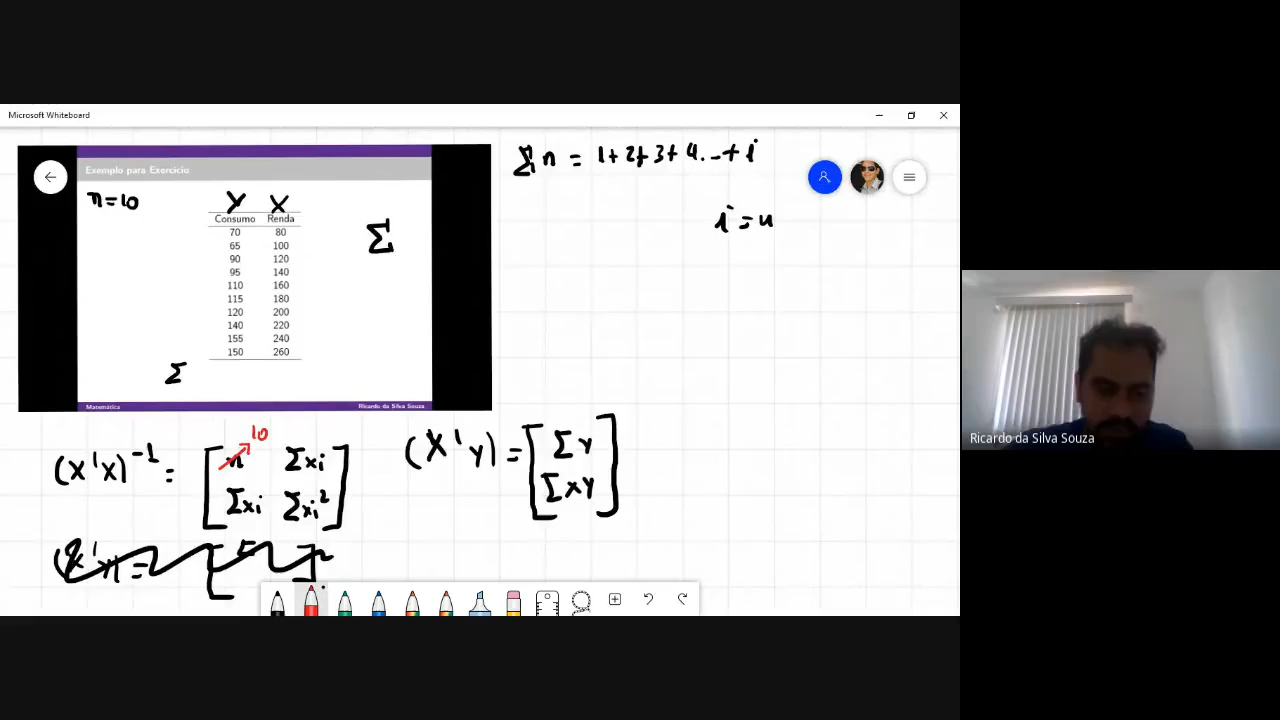 Microsoft Whiteboard
Exemplo para Exercício
n=10
Y X
Consumo Renda
70 80
65 100
90 120
95 140
110 160
115 180
120 200
140 220
155 240
150 260
Σ
Σ
Matemática Ricardo da Silva Souza
Σ n = 1+2+3+4...+i
i=4
(X'X)⁻¹ = [n Σxi
Σxi Σxi²]
10
(X'Y) = [ΣY
ΣXY]
Ricardo da Silva Souza